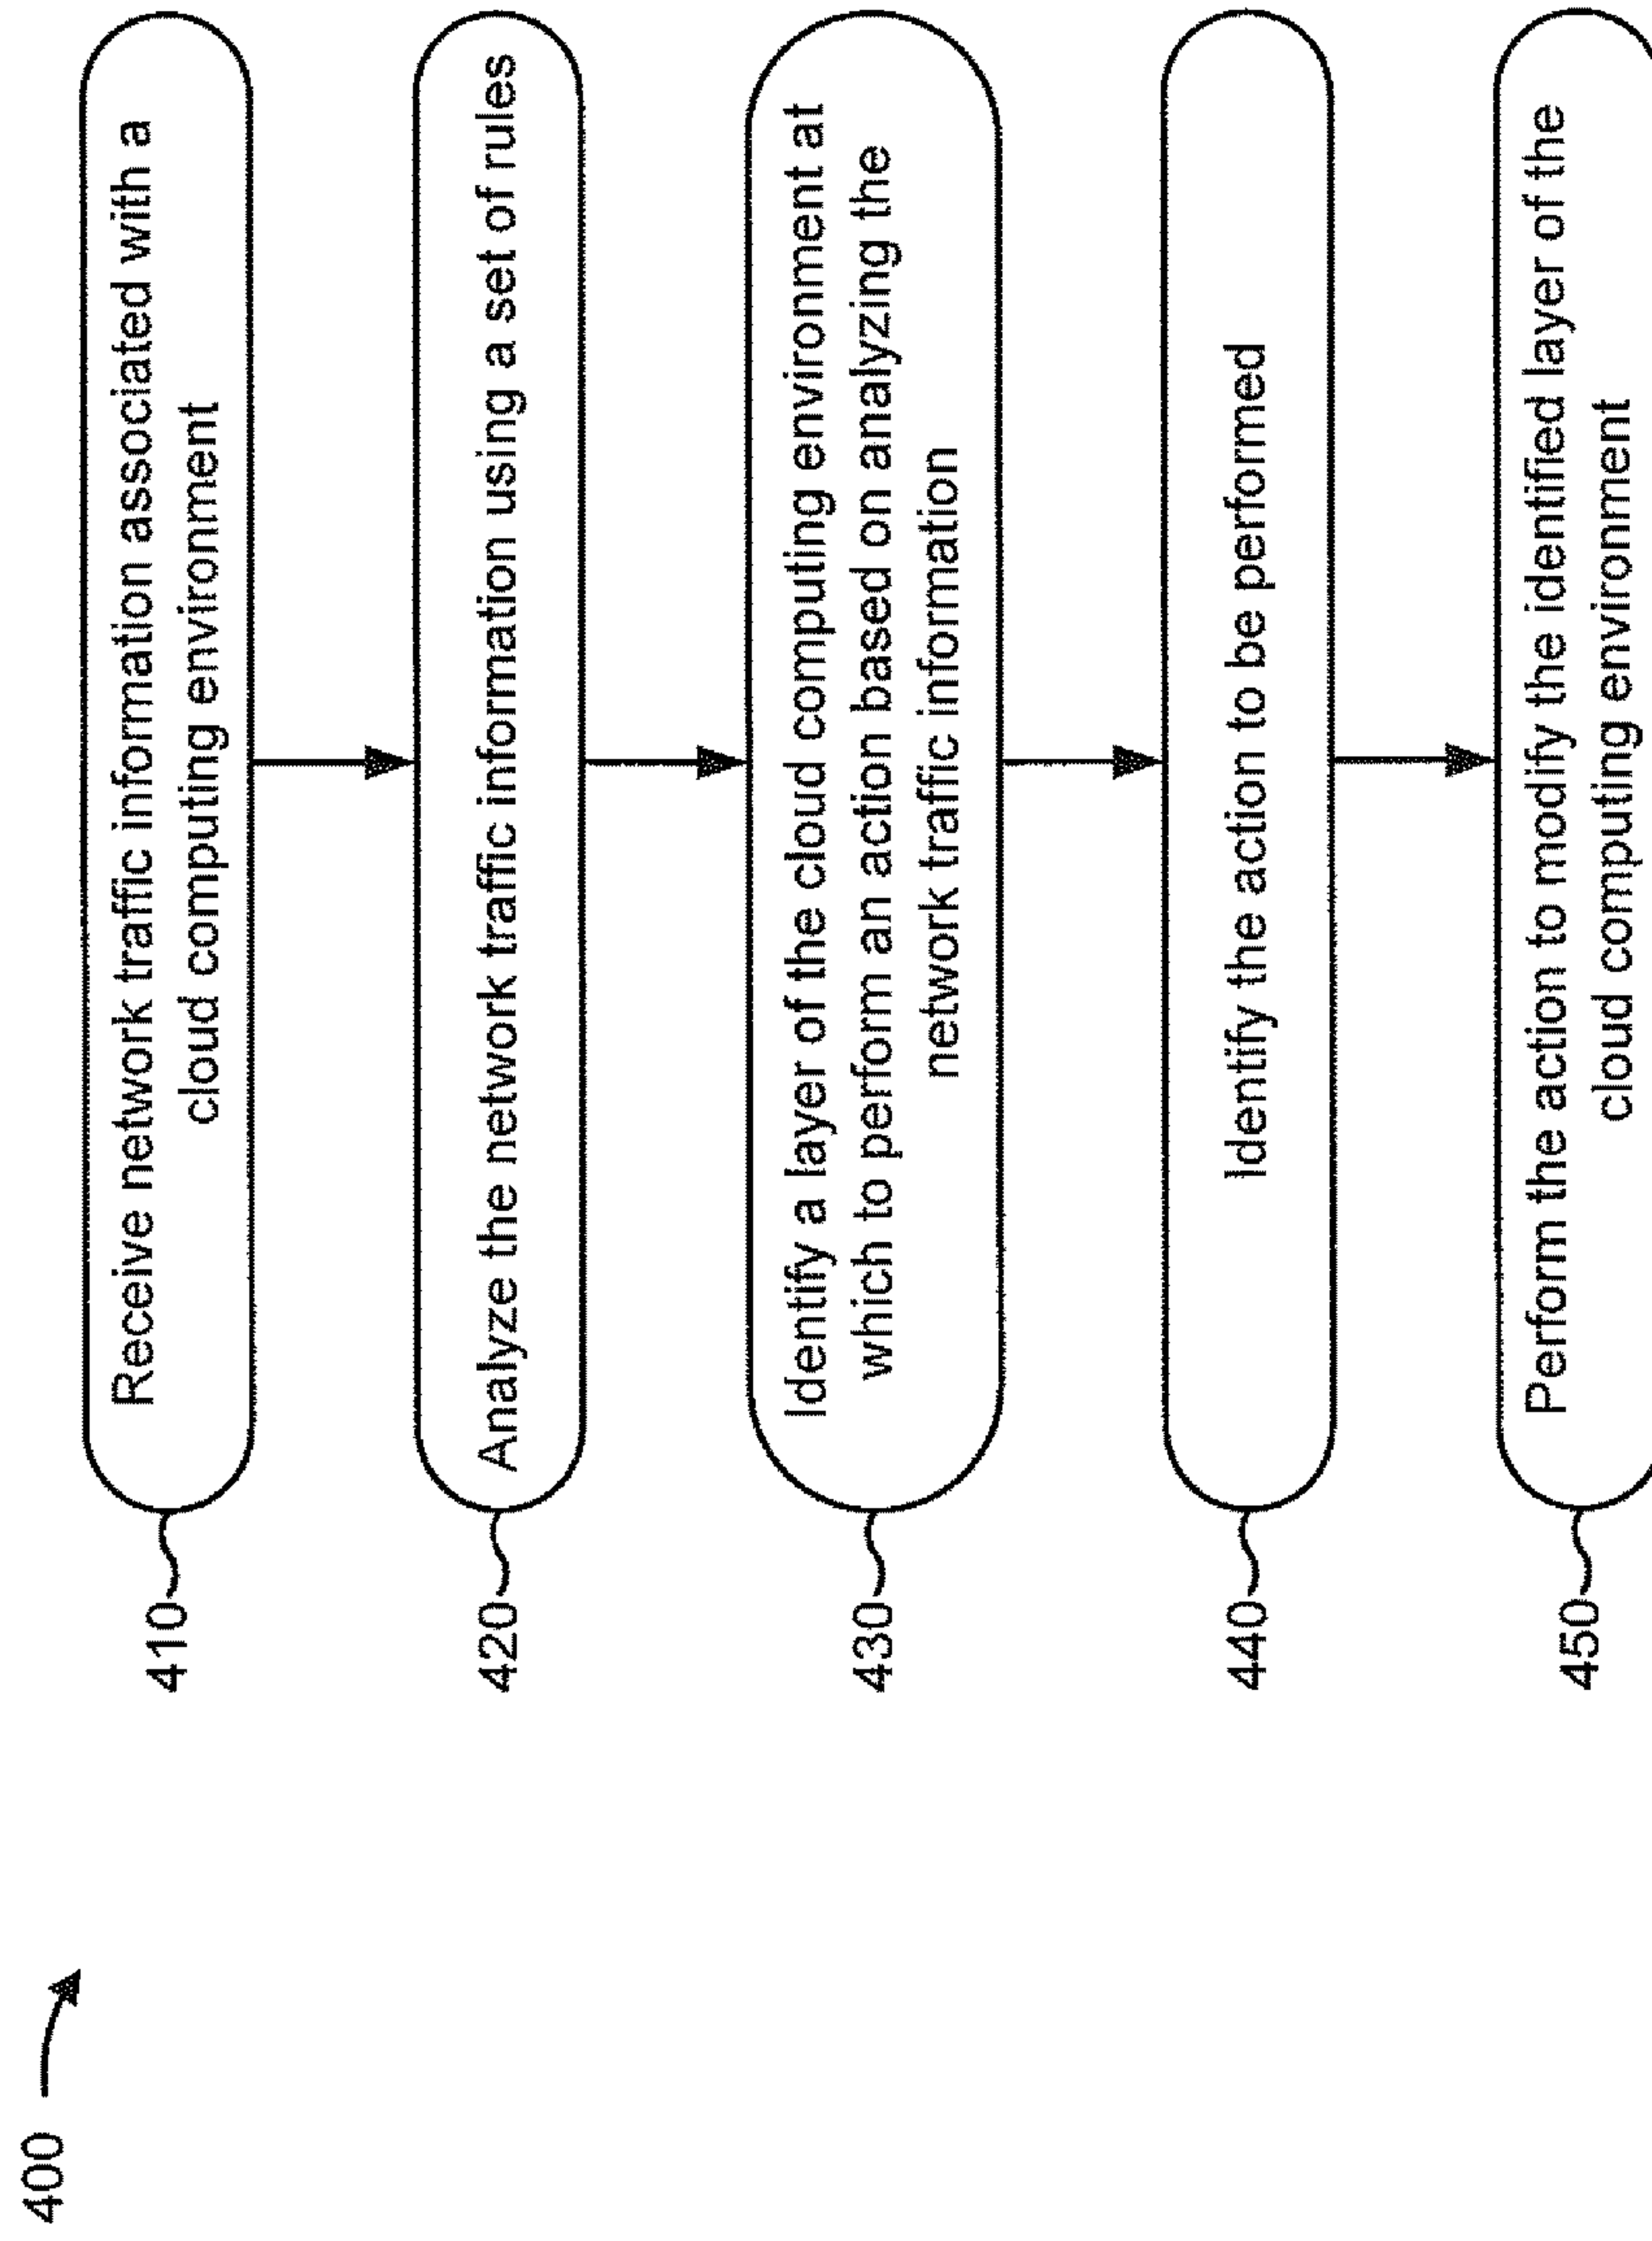 400
410
Receive network traffic information associated with a
cloud computing environment
420
Analyze the network traffic information using a set of rules
430
Identify a layer of the cloud computing environment at
which to perform an action based on analyzing the
network traffic information
440
Identify the action to be performed
450
Perform the action to modify the identified layer of the
cloud computing environment